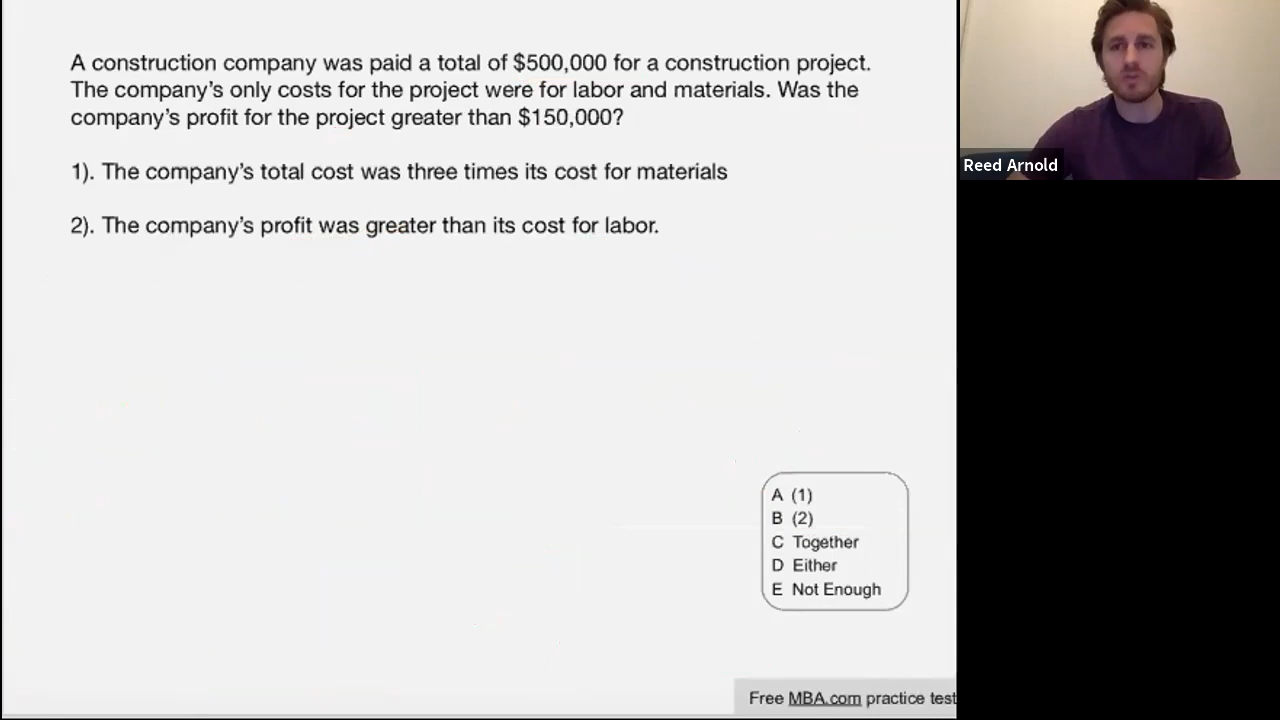 A construction company was paid a total of $500,000 for a construction project.
The company's only costs for the project were for labor and materials. Was the
company's profit for the project greater than $150,000?
1). The company's total cost was three times its cost for materials
2). The company's profit was greater than its cost for labor.
A (1)
B (2)
C Together
D Either
E Not Enough
Free MBA.com practice test
Reed Arnold